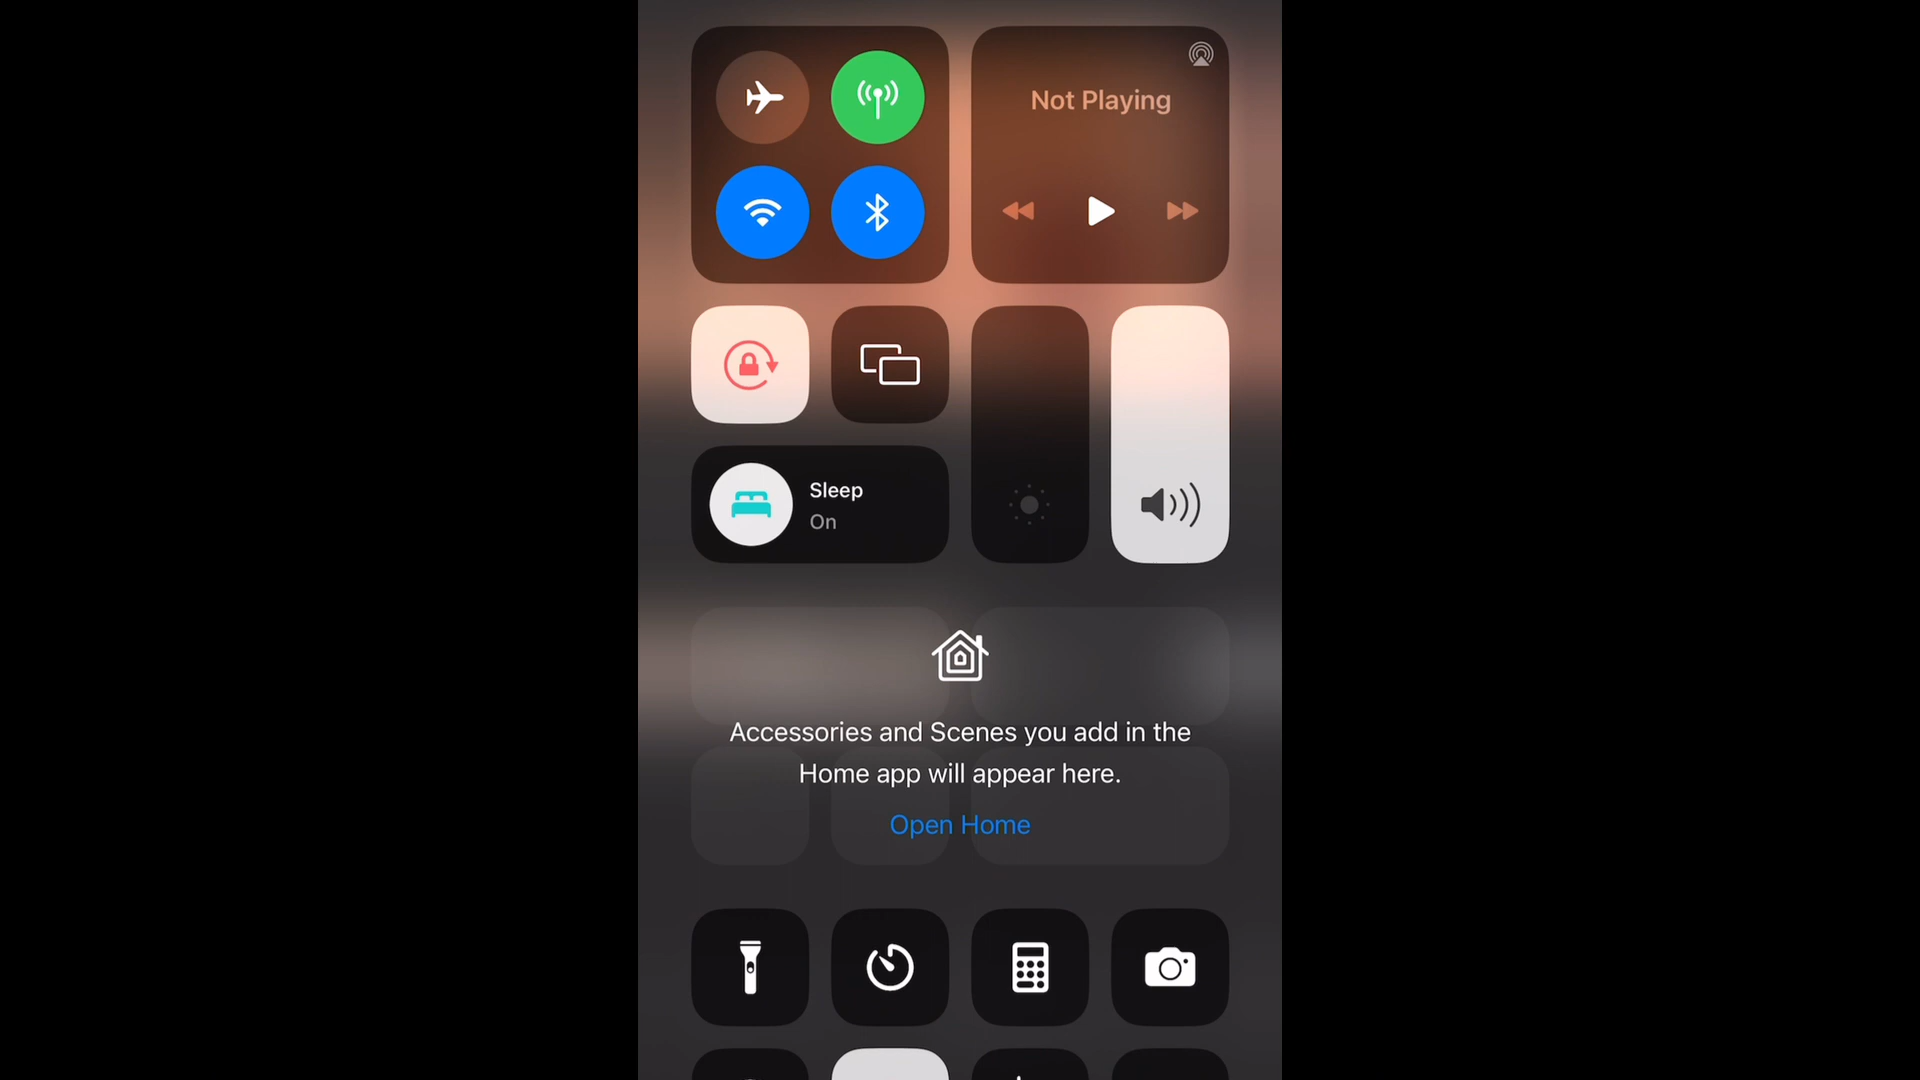 Not Playing
Sleep
On
Accessories and Scenes you add in the
Home app will appear here.
Open Home